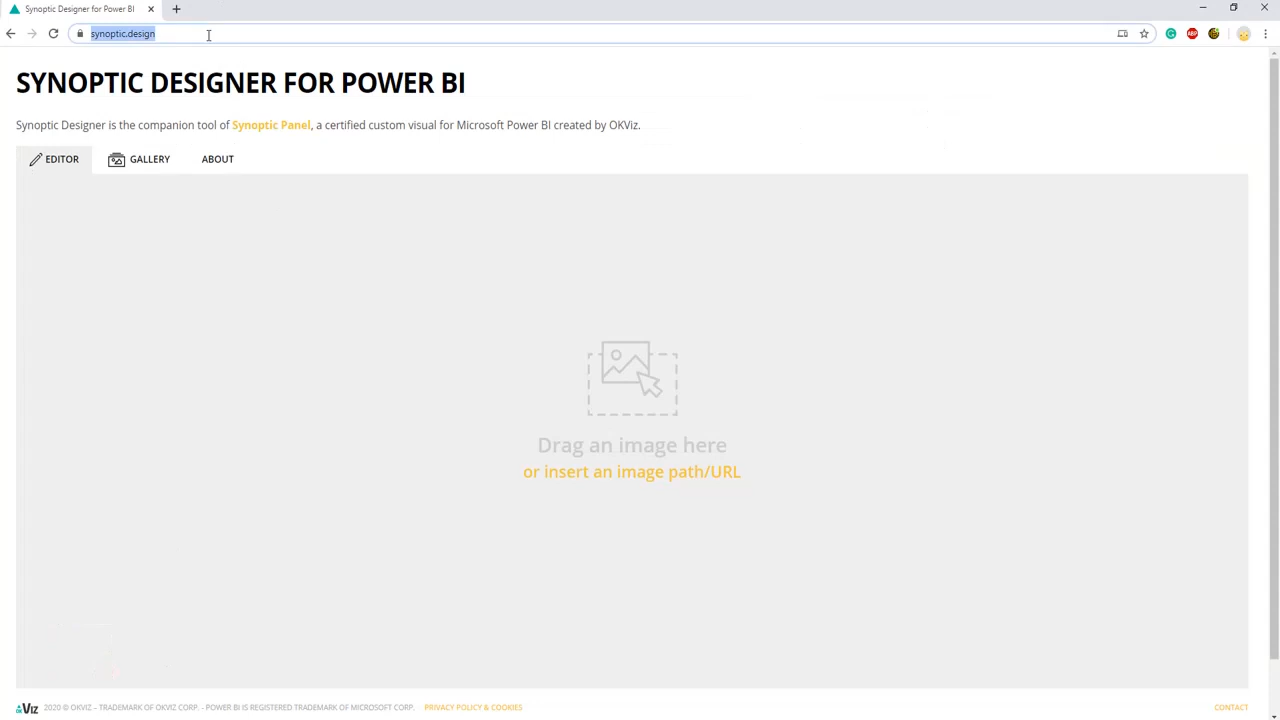 Synoptic Designer for Power BI
synoptic.design
SYNOPTIC DESIGNER FOR POWER BI
Synoptic Designer is the companion tool of Synoptic Panel, a certified custom visual for Microsoft Power BI created by OKViz.
EDITOR GALLERY ABOUT
Drag an image here
or insert an image path/URL
OKViz 2020 © OKVIZ – TRADEMARK OF OKVIZ CORP. - POWER BI IS REGISTERED TRADEMARK OF MICROSOFT CORP. PRIVACY POLICY & COOKIES CONTACT